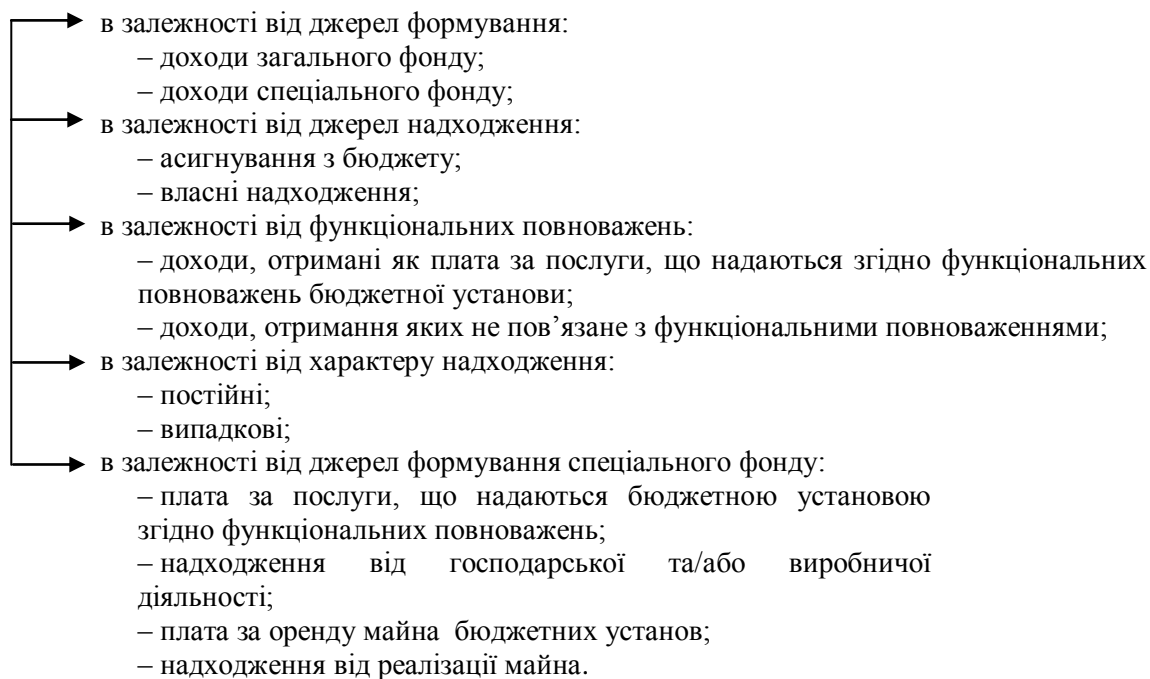 в залежності від джерел формування:
– доходи загального фонду;
– доходи спеціального фонду;
в залежності від джерел надходження:
– асигнування з бюджету;
– власні надходження;
в залежності від функціональних повноважень:
– доходи, отримані як плата за послуги, що надаються згідно функціональних
повноважень бюджетної установи;
– доходи, отримання яких не пов’язане з функціональними повноваженнями;
в залежності від характеру надходження:
– постійні;
– випадкові;
в залежності від джерел формування спеціального фонду:
– плата за послуги, що надаються бюджетною установою
згідно функціональних повноважень;
– надходження від господарської та/або виробничої
діяльності;
– плата за оренду майна бюджетних установ;
– надходження від реалізації майна.